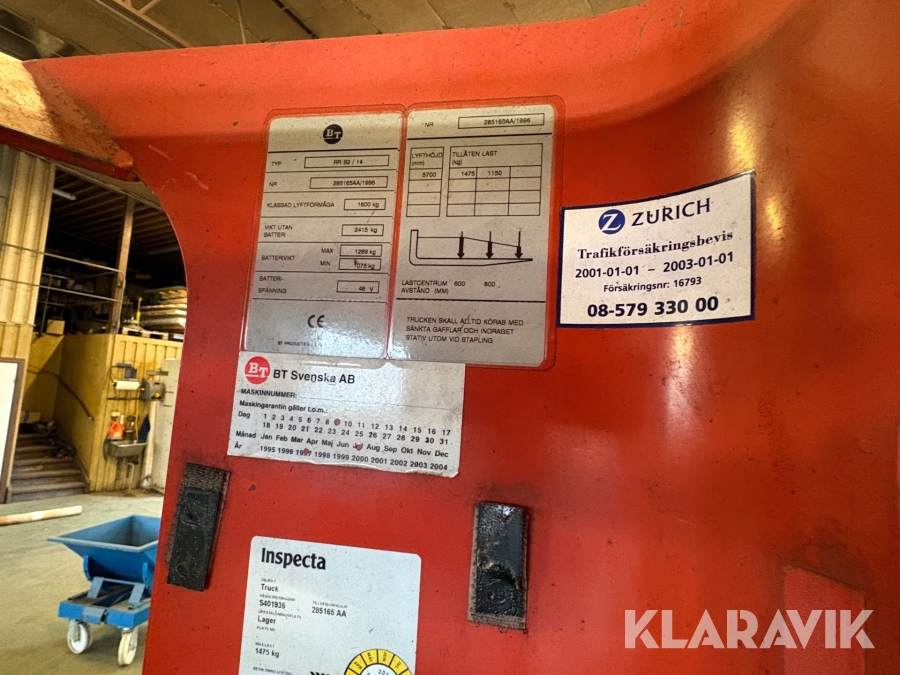 BT
TYP RR B3 / 14
NR 285165AA/1996
KLASSAD LYFTFÖRMÅGA 1600 kg
VIKT UTAN BATTERI 2415 kg
BATTERIVIKT MAX 1289 kg
MIN 1075 kg
BATTERI-
SPÄNNING 48 V
CE
NR 285165AA/1996
LYFTHÖJD (mm) TILLÅTEN LAST (kg)
5700 1475 1150
LASTCENTRUM 600 800
AVSTÅND (MM)
TRUCKEN SKALL ALLTID KÖRAS MED
SÄNKTA GAFFLAR OCH INDRAGET
STATIV UTOM VID STAPLING
Z ZURICH
Trafikförsäkringsbevis
2001-01-01 – 2003-01-01
Försäkringsnr: 16793
08-579 330 00
BT BT Svenska AB
MASKINNUMMER:
Maskingarantin gäller t.o.m.:
Dag 1 2 3 4 5 6 7 8 10 11 12 13 14 15 16 17
18 19 20 21 22 23 24 25 26 27 28 29 30 31
Månad Jan Feb Mar Apr Maj Jun Jul Aug Sep Okt Nov Dec
År 1995 1996 1997 1998 1999 2000 2001 2002 2003 2004
Inspecta
Truck
S401935 285165 AA
Lager
1475 kg
KLARAVIK